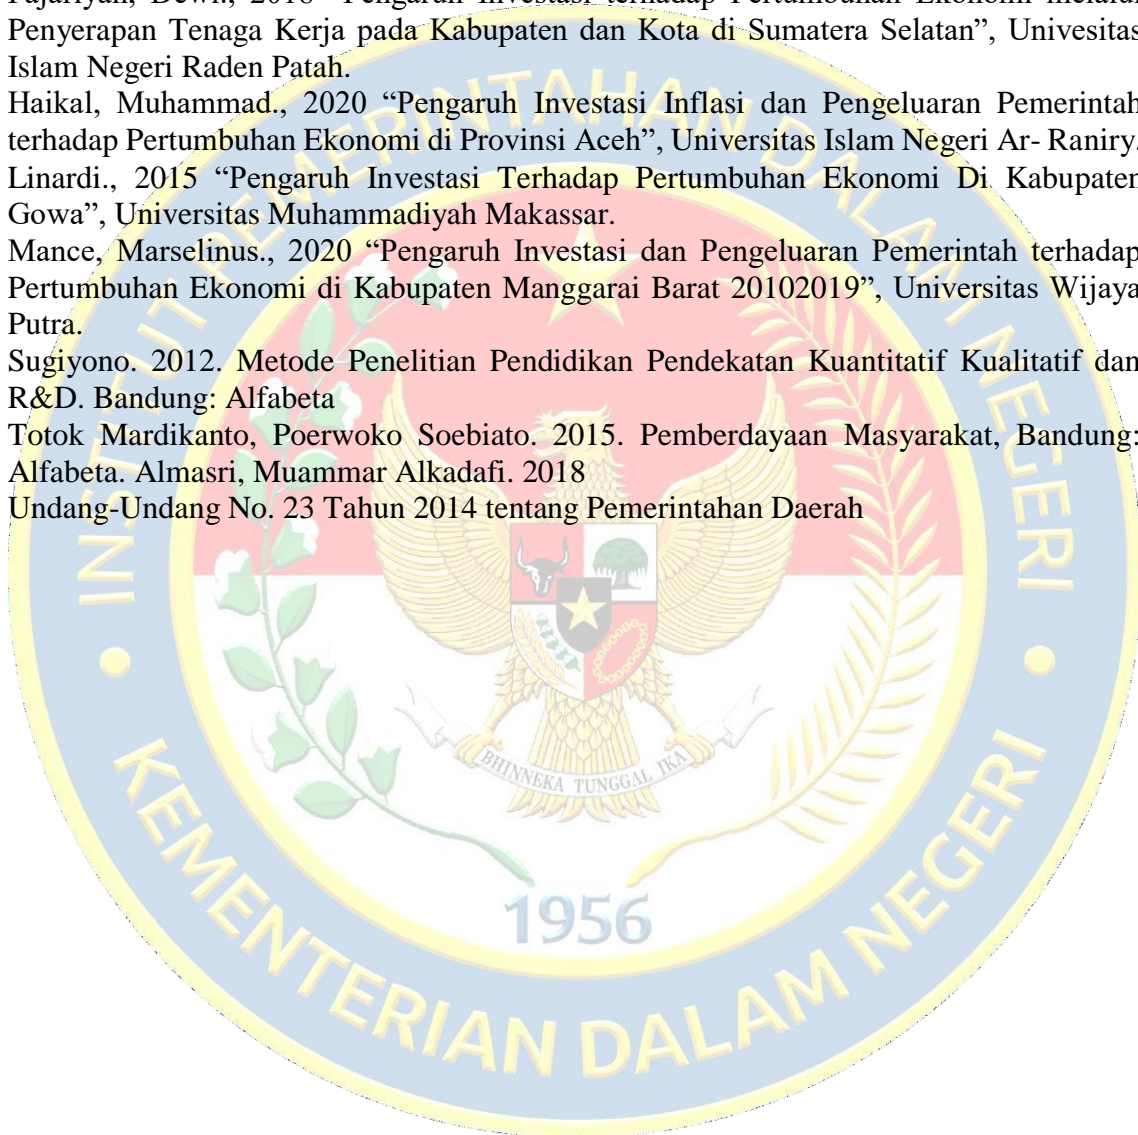 Penyerapan Tenaga Kerja pada Kabupaten dan Kota di Sumatera Selatan”, Univesitas
Islam Negeri Raden Patah.
Haikal, Muhammad., 2020 “Pengaruh Investasi Inflasi dan Pengeluaran Pemerintah
terhadap Pertumbuhan Ekonomi di Provinsi Aceh”, Universitas Islam Negeri Ar- Raniry.
Linardi., 2015 “Pengaruh Investasi Terhadap Pertumbuhan Ekonomi Di Kabupaten
Gowa”, Universitas Muhammadiyah Makassar.
Mance, Marselinus., 2020 “Pengaruh Investasi dan Pengeluaran Pemerintah terhadap
Pertumbuhan Ekonomi di Kabupaten Manggarai Barat 20102019”, Universitas Wijaya
Putra.
Sugiyono. 2012. Metode Penelitian Pendidikan Pendekatan Kuantitatif Kualitatif dan
R&D. Bandung: Alfabeta
Totok Mardikanto, Poerwoko Soebiato. 2015. Pemberdayaan Masyarakat, Bandung:
Alfabeta. Almasri, Muammar Alkadafi. 2018
Undang-Undang No. 23 Tahun 2014 tentang Pemerintahan Daerah
INSTITUT PEMERINTAHAN DALAM NEGERI
BHINNEKA TUNGGAL IKA
1956
KEMENTERIAN DALAM NEGERI